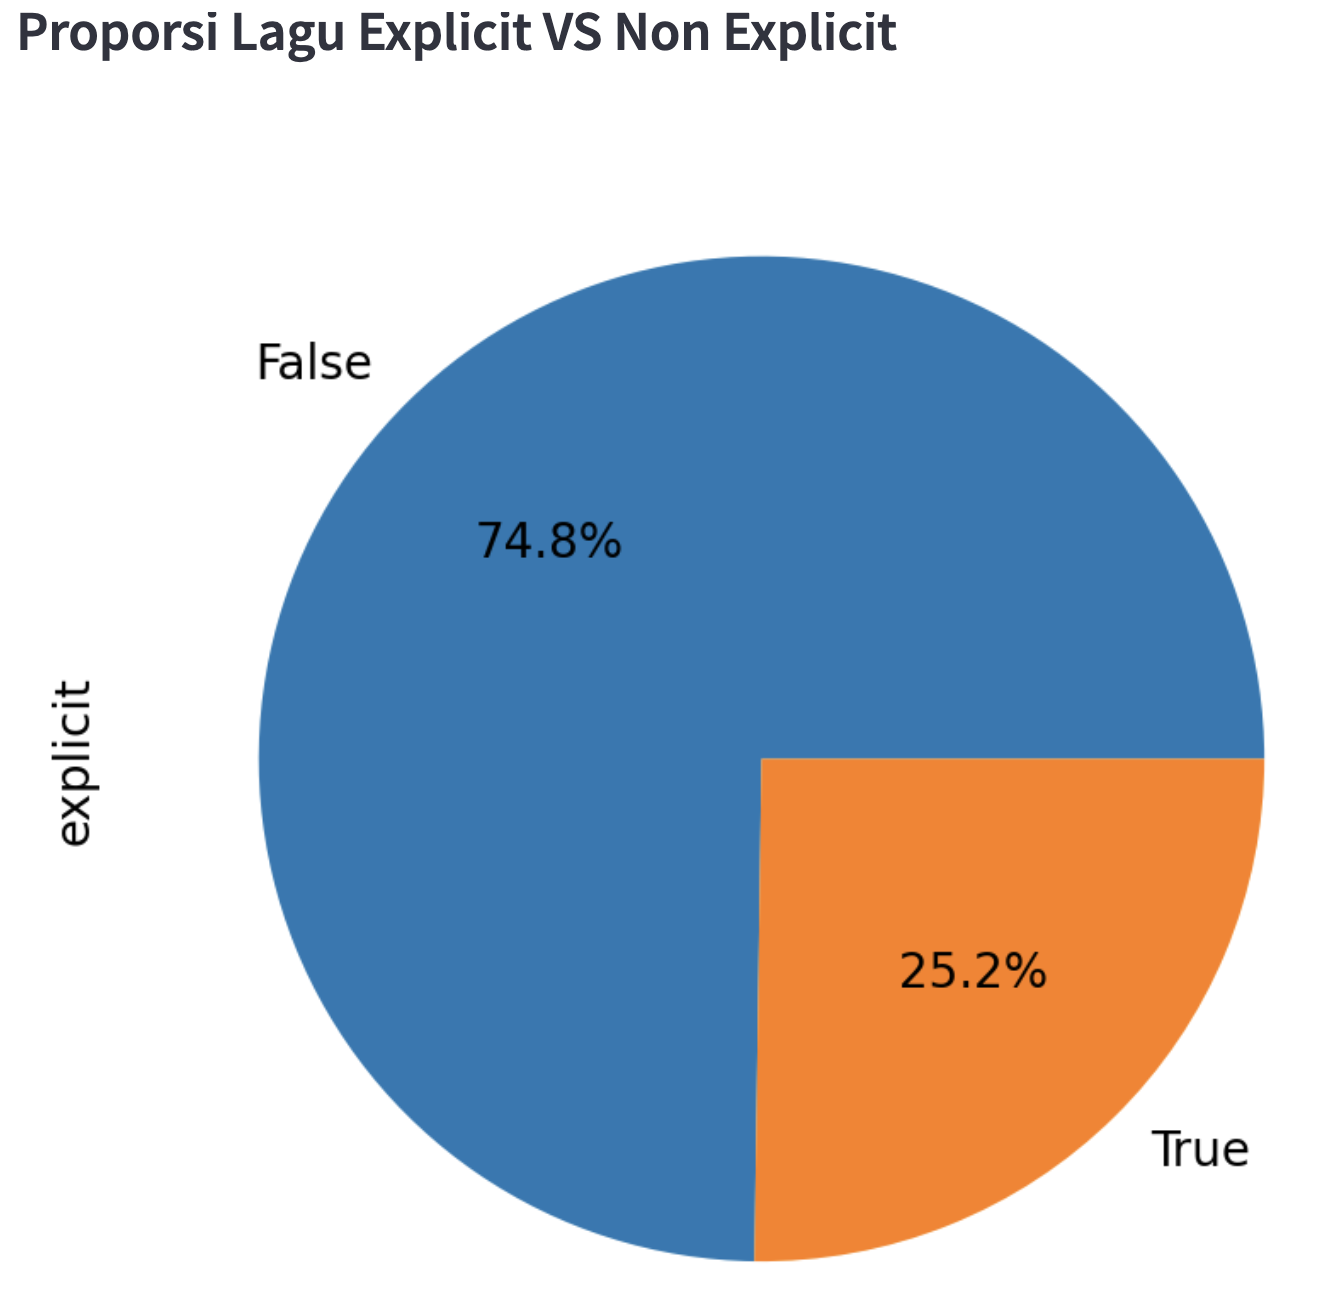 Proporsi Lagu Explicit VS Non Explicit
False
74.8%
explicit
25.2%
True